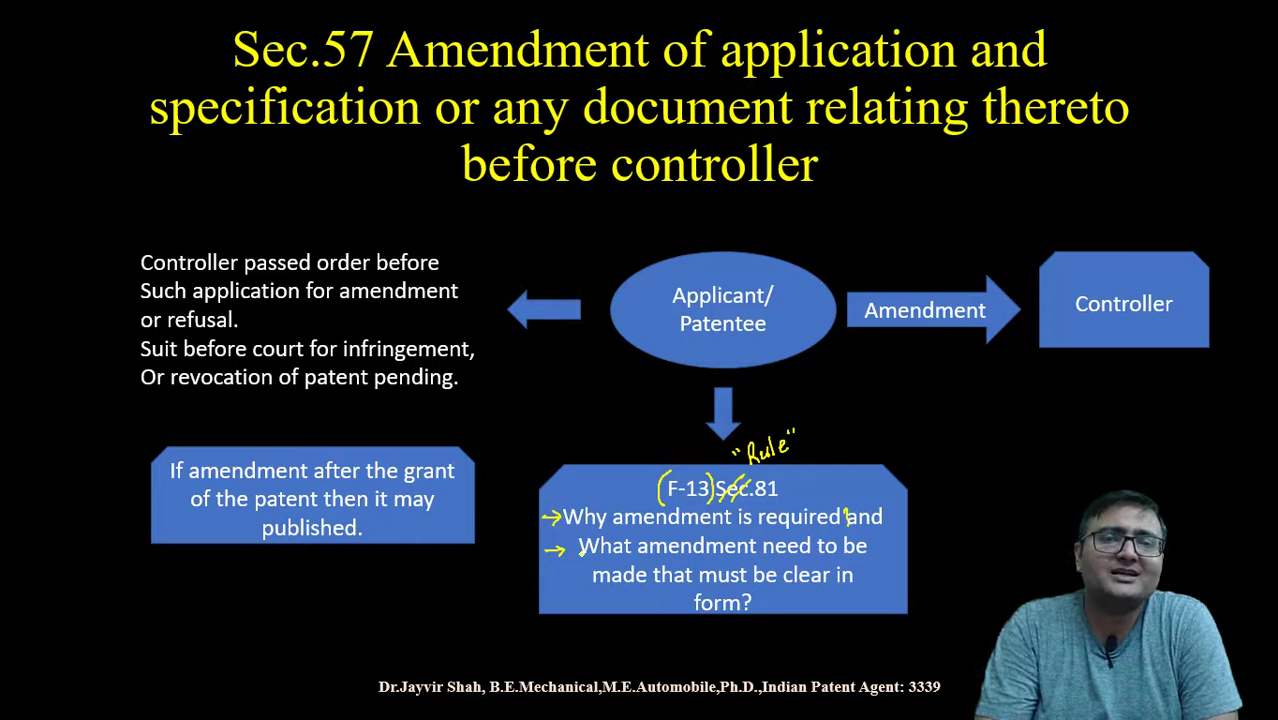 Sec.57 Amendment of application and
specification or any document relating thereto
before controller
Controller passed order before
Such application for amendment
or refusal.
Suit before court for infringement,
Or revocation of patent pending.
Applicant/
Patentee
Amendment
Controller
If amendment after the grant
of the patent then it may
published.
"Rule"
(F-13) Sec.81
Why amendment is required and
What amendment need to be
made that must be clear in
form?
Dr.Jayvir Shah, B.E.Mechanical,M.E.Automobile,Ph.D.,Indian Patent Agent: 3339